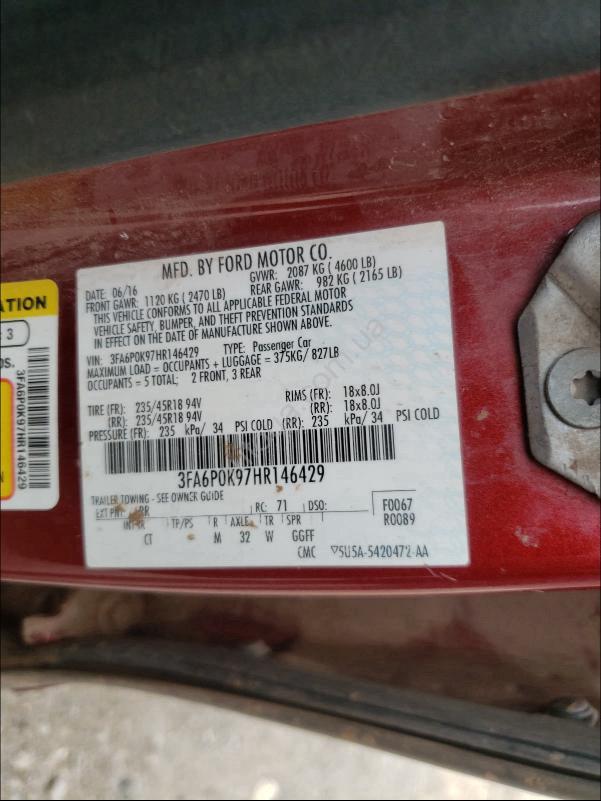 MFD. BY FORD MOTOR CO.
DATE: 06/16 GVWR: 2087 KG ( 4600 LB)
FRONT GAWR: 1120 KG ( 2470 LB) REAR GAWR: 982 KG ( 2165 LB)
THIS VEHICLE CONFORMS TO ALL APPLICABLE FEDERAL MOTOR
VEHICLE SAFETY, BUMPER, AND THEFT PREVENTION STANDARDS
IN EFFECT ON THE DATE OF MANUFACTURE SHOWN ABOVE.
VIN: 3FA6P0K97HR146429 TYPE: Passenger Car
MAXIMUM LOAD = OCCUPANTS + LUGGAGE = 375KG/ 827LB
OCCUPANTS = 5 TOTAL; 2 FRONT, 3 REAR
TIRE (FR): 235/45R18 94V RIMS (FR): 18x8.0J
(RR): 235/45R18 94V (RR): 18x8.0J
PRESSURE (FR): 235 kPa/ 34 PSI COLD (RR): 235 kPa/ 34 PSI COLD
3FA6P0K97HR146429
TRAILER TOWING - SEE OWNER GUIDE
EXT PNT: RR RC: 71 DSO: F0067
R0089
TP/PS R AXLE TR SPR
CT M 32 W GGFF
CMC ▽5U5A-5420472-AA
ATION
: 3
os.
3FA6P0K97HR146429